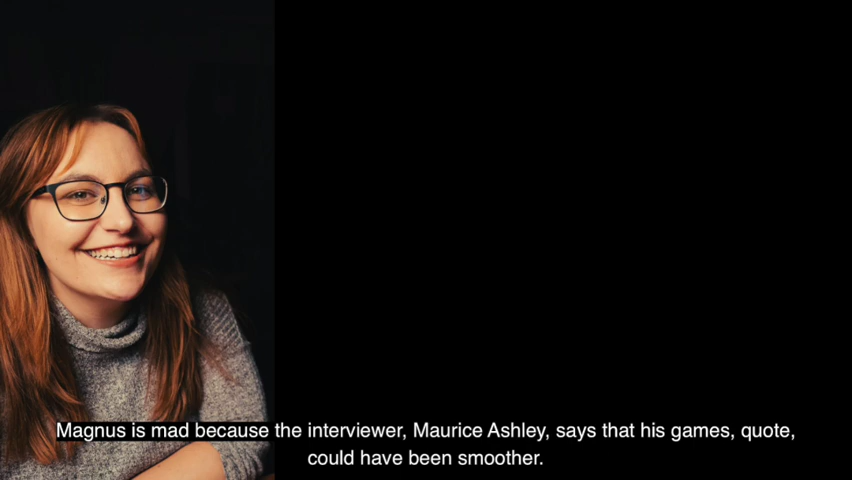 Magnus is mad because the interviewer, Maurice Ashley, says that his games, quote,
could have been smoother.